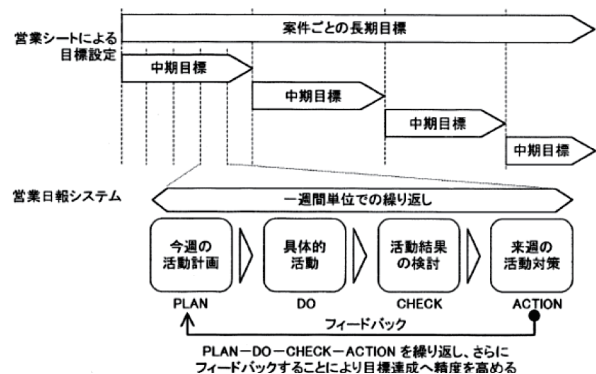 案件ごとの長期目標
営業シートによる
目標設定
中期目標
中期目標
中期目標
中期目標
営業日報システム
一週間単位での繰り返し
今週の
活動計画
具体的
活動
活動結果
の検討
来週の
活動対策
PLAN
DO
CHECK
ACTION
フィードバック
PLAN－DO－CHECK－ACTION を繰り返し、さらに
フィードバックすることにより目標達成へ精度を高める